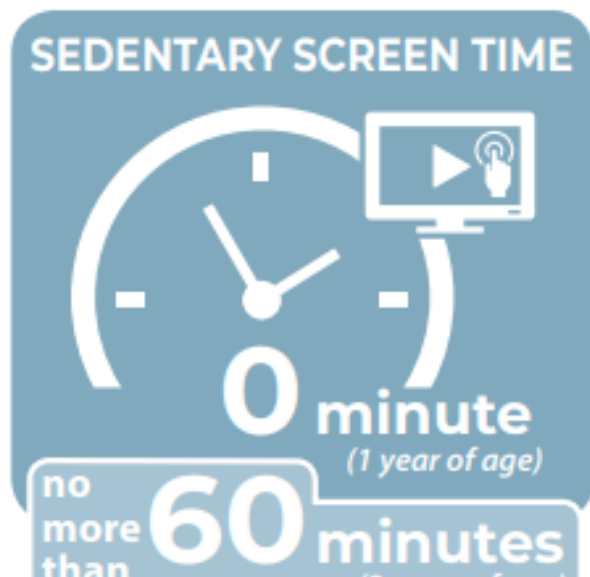 SEDENTARY SCREEN TIME
0 minute
(1 year of age)
no
more
than
60 minutes